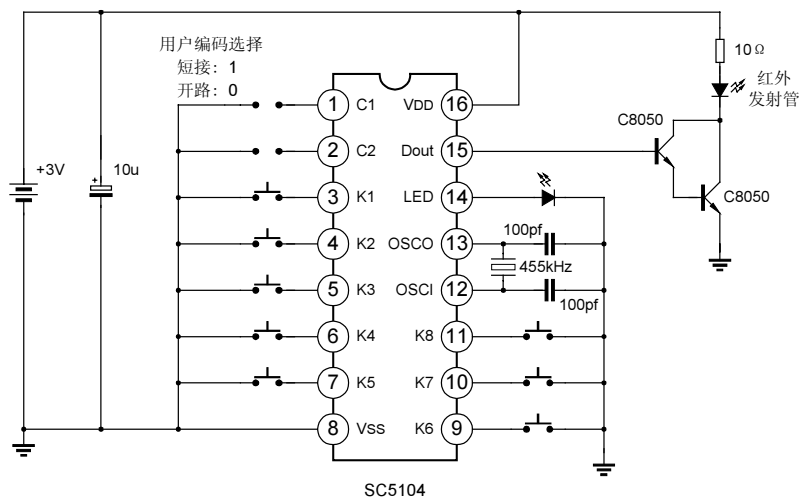 用户编码选择
短接: 1
开路: 0
10Ω
红外
发射管
C8050
C8050
+3V
+
10u
1 C1
VDD 16
2 C2
Dout 15
3 K1
LED 14
4 K2
OSCO 13
100pf
455kHz
5 K3
OSCI 12
100pf
6 K4
K8 11
7 K5
K7 10
8 VSS
K6 9
SC5104